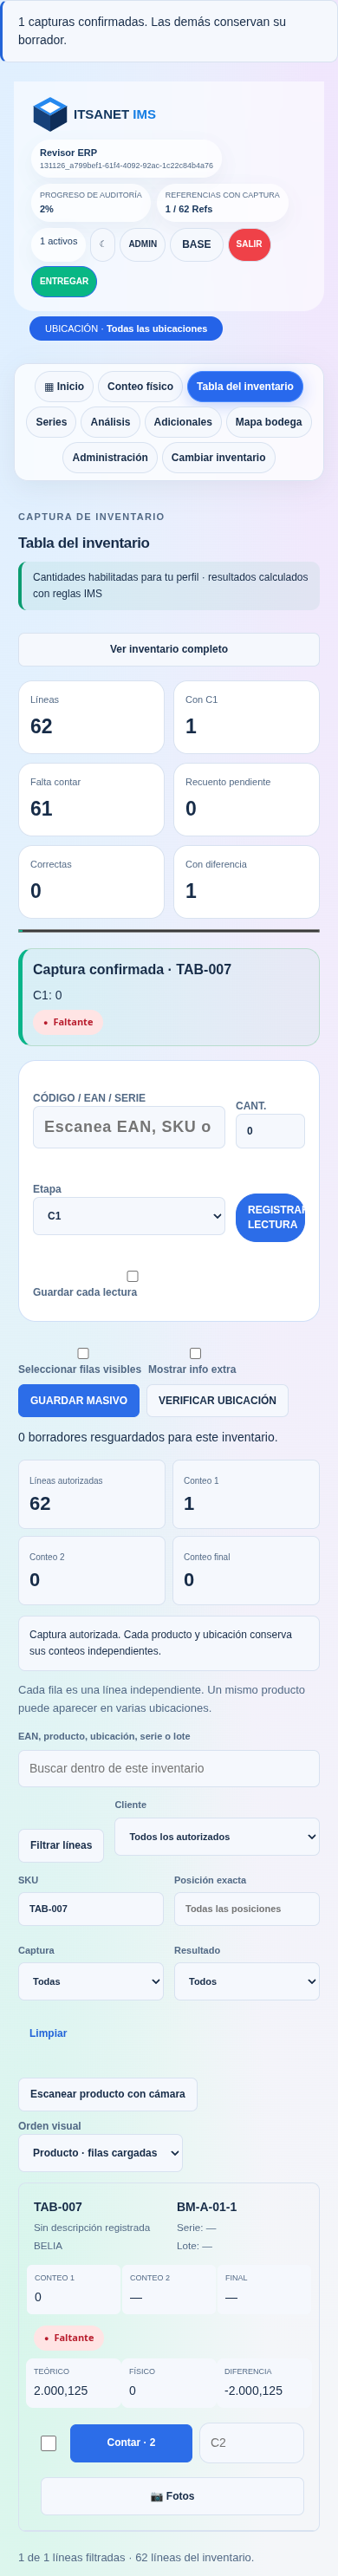 1 capturas confirmadas. Las demás conservan su
borrador.
ITSANET IMS
Revisor ERP
131126_a799bef1-61f4-4092-92ac-1c22c84b4a76
PROGRESO DE AUDITORÍA
2%
REFERENCIAS CON CAPTURA
1 / 62 Refs
1 activos
☾
ADMIN
BASE
SALIR
ENTREGAR
UBICACIÓN · Todas las ubicaciones
▦ Inicio
Conteo físico
Tabla del inventario
Series
Análisis
Adicionales
Mapa bodega
Administración
Cambiar inventario
CAPTURA DE INVENTARIO
Tabla del inventario
Cantidades habilitadas para tu perfil · resultados calculados
con reglas IMS
Ver inventario completo
Líneas
62
Con C1
1
Falta contar
61
Recuento pendiente
0
Correctas
0
Con diferencia
1
Captura confirmada · TAB-007
C1: 0
• Faltante
CÓDIGO / EAN / SERIE
Escanea EAN, SKU o
CANT.
0
Etapa
C1
REGISTRAR
LECTURA
Guardar cada lectura
Seleccionar filas visibles
Mostrar info extra
GUARDAR MASIVO
VERIFICAR UBICACIÓN
0 borradores resguardados para este inventario.
Líneas autorizadas
62
Conteo 1
1
Conteo 2
0
Conteo final
0
Captura autorizada. Cada producto y ubicación conserva
sus conteos independientes.
Cada fila es una línea independiente. Un mismo producto
puede aparecer en varias ubicaciones.
EAN, producto, ubicación, serie o lote
Buscar dentro de este inventario
Filtrar líneas
Cliente
Todos los autorizados
SKU
TAB-007
Posición exacta
Todas las posiciones
Captura
Todas
Resultado
Todos
Limpiar
Escanear producto con cámara
Orden visual
Producto · filas cargadas
TAB-007
Sin descripción registrada
BELIA
BM-A-01-1
Serie: —
Lote: —
CONTEO 1
0
CONTEO 2
—
FINAL
—
• Faltante
TEÓRICO
2.000,125
FÍSICO
0
DIFERENCIA
-2.000,125
Contar · 2
C2
📷 Fotos
1 de 1 líneas filtradas · 62 líneas del inventario.